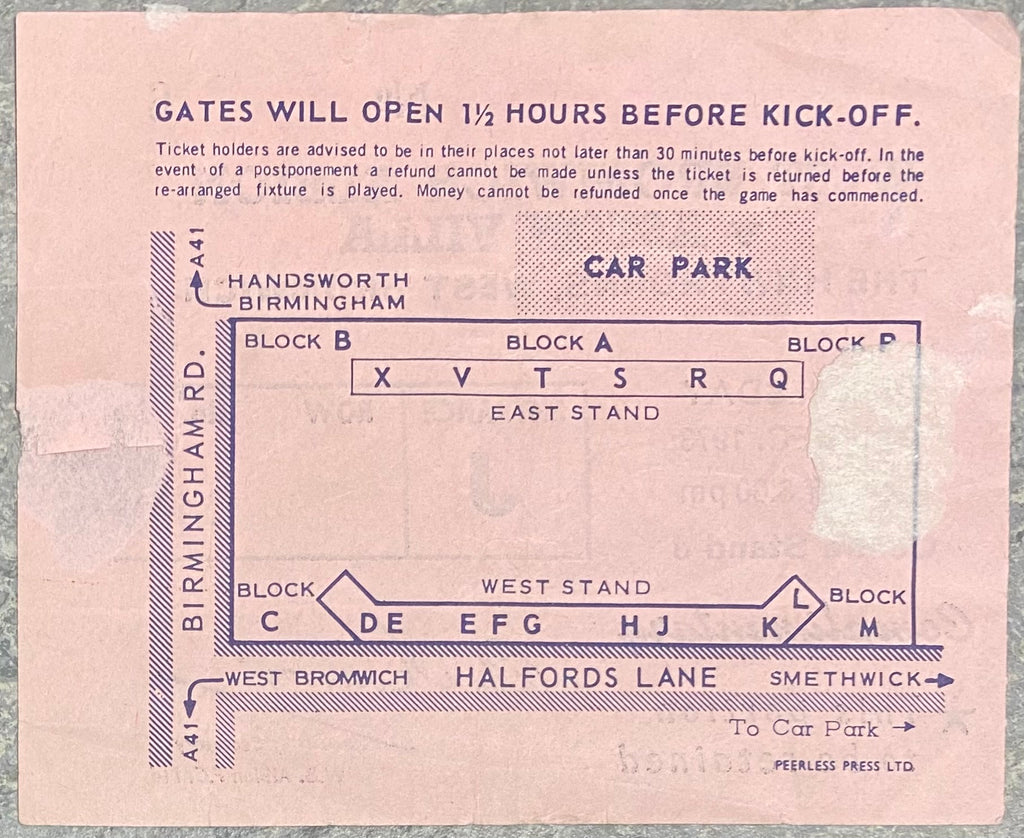 GATES WILL OPEN 1½ HOURS BEFORE KICK-OFF.
Ticket holders are advised to be in their places not later than 30 minutes before kick-off. In the
event of a postponement a refund cannot be made unless the ticket is returned before the
re-arranged fixture is played. Money cannot be refunded once the game has commenced.
A41
HANDSWORTH
BIRMINGHAM
CAR PARK
BIRMINGHAM RD.
BLOCK B
BLOCK A
BLOCK
X V T S R Q
EAST STAND
WEST STAND
BLOCK
C
D E E F G H J K L
BLOCK
M
WEST BROMWICH
HALFORDS LANE
SMETHWICK
A41
To Car Park
PEERLESS PRESS LTD.